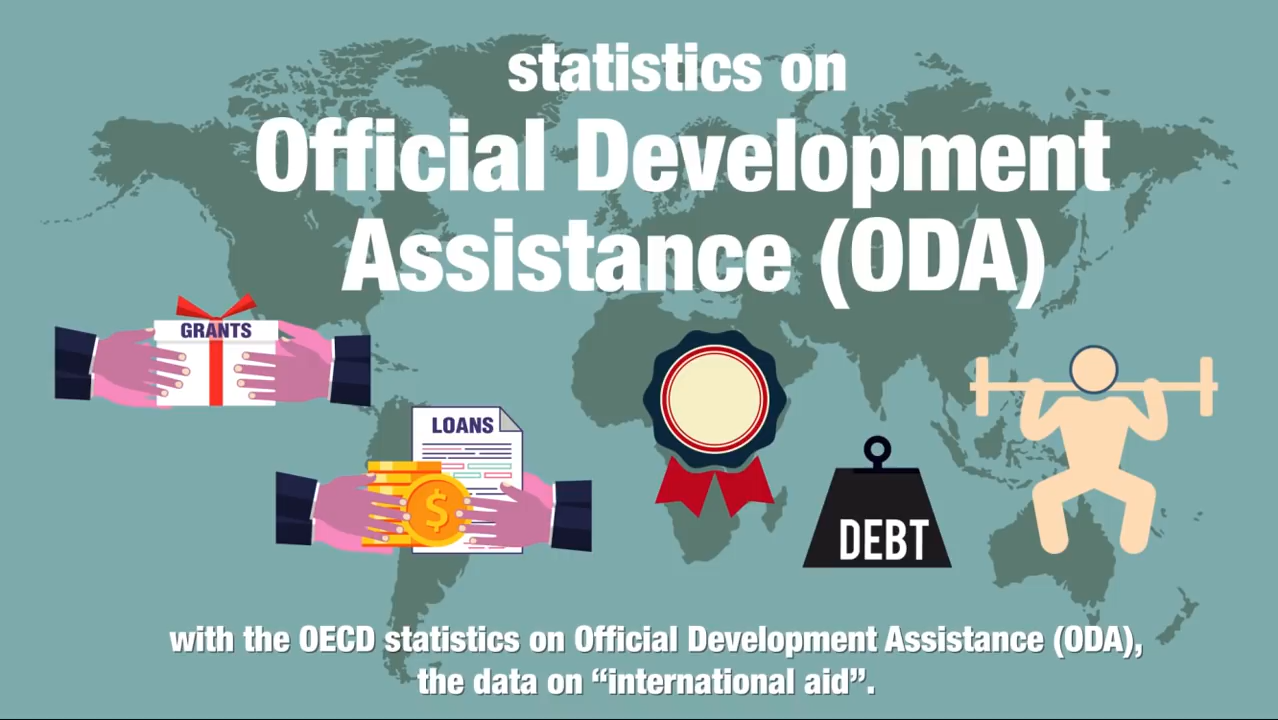 statistics on
Official Development
Assistance (ODA)
GRANTS
LOANS
$
DEBT
with the OECD statistics on Official Development Assistance (ODA),
the data on “international aid”.